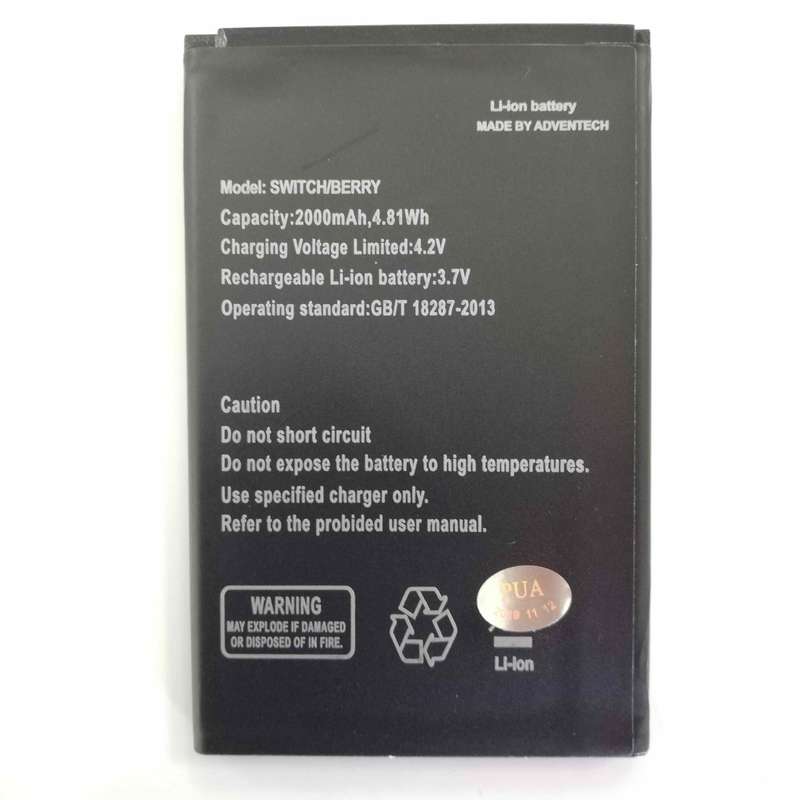 Li-ion battery
MADE BY ADVENTECH
Model: SWITCH/BERRY
Capacity:2000mAh,4.81Wh
Charging Voltage Limited:4.2V
Rechargeable Li-ion battery:3.7V
Operating standard:GB/T 18287-2013
Caution
Do not short circuit
Do not expose the battery to high temperatures.
Use specified charger only.
Refer to the probided user manual.
WARNING
MAY EXPLODE IF DAMAGED
OR DISPOSED OF IN FIRE.
PUA
11 12
Li-ion